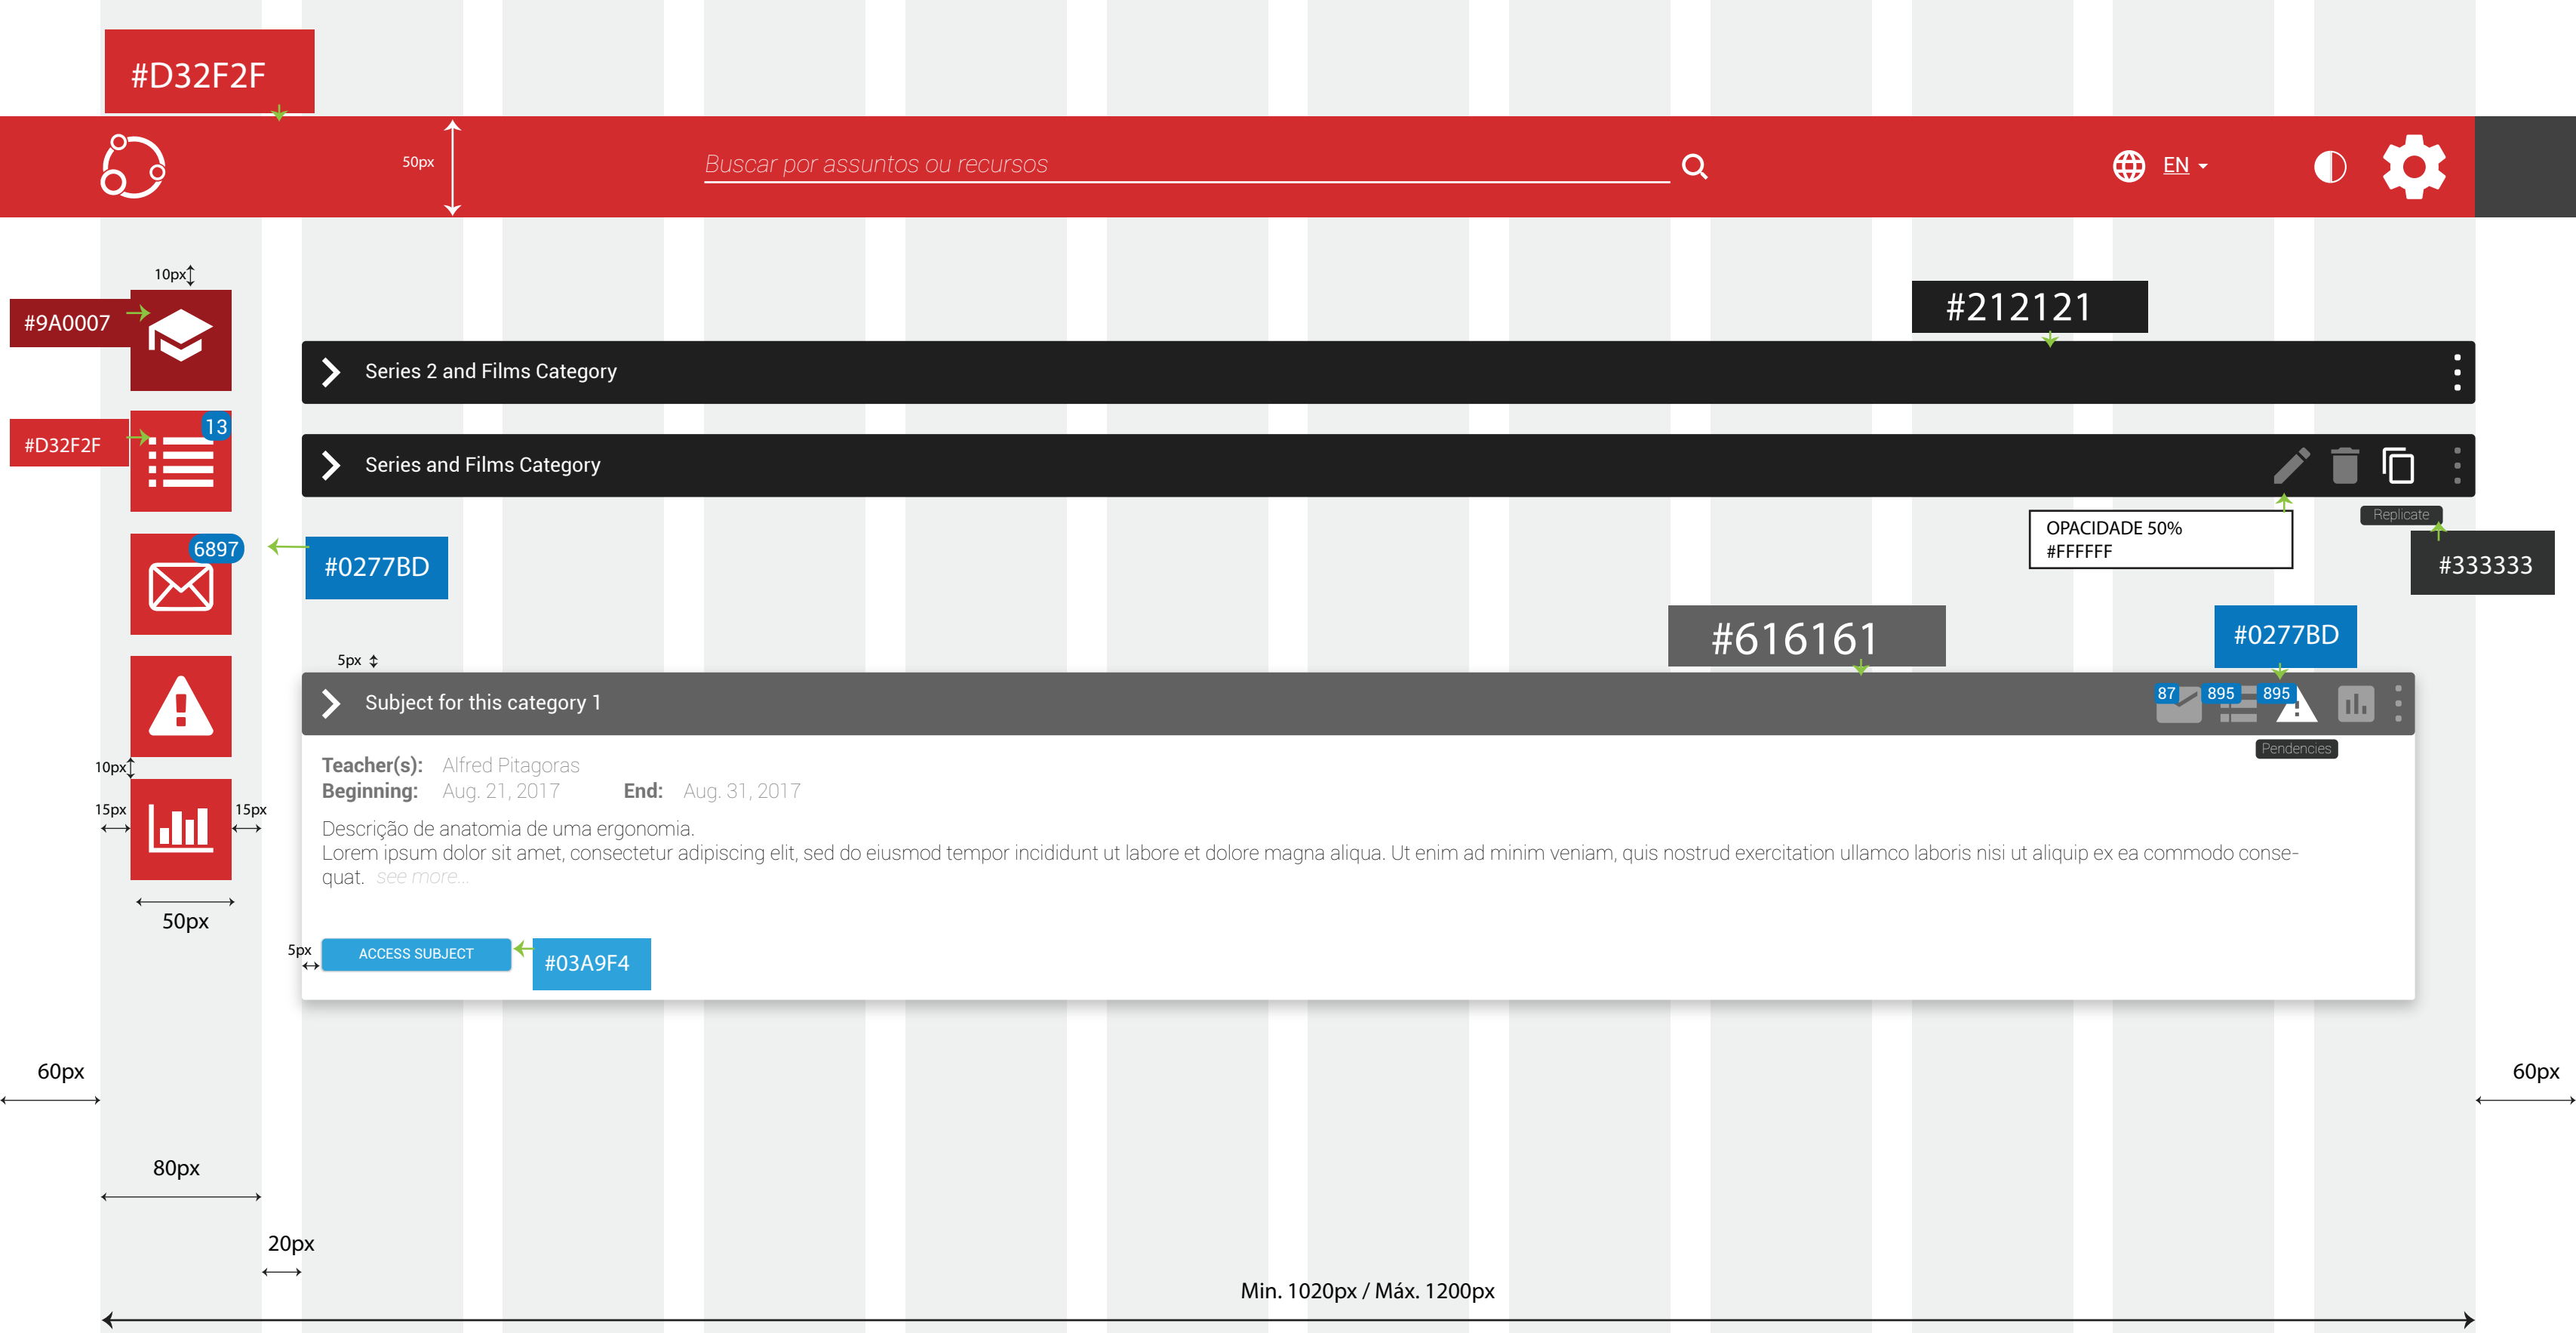 #D32F2F
50px
Buscar por assuntos ou recursos
EN
10px
#9A0007
#212121
Series 2 and Films Category
13
#D32F2F
Series and Films Category
Replicate
OPACIDADE 50%
#FFFFFF
6897
#0277BD
#333333
#616161
#0277BD
5px
Subject for this category 1
87
895
895
Pendencies
Teacher(s): Alfred Pitagoras
Beginning: Aug. 21, 2017 End: Aug. 31, 2017
10px
15px
15px
Descrição de anatomia de uma ergonomia.
Lorem ipsum dolor sit amet, consectetur adipiscing elit, sed do eiusmod tempor incididunt ut labore et dolore magna aliqua. Ut enim ad minim veniam, quis nostrud exercitation ullamco laboris nisi ut aliquip ex ea commodo conse-
quat. see more...
50px
5px
ACCESS SUBJECT
#03A9F4
60px
60px
80px
20px
Min. 1020px / Máx. 1200px